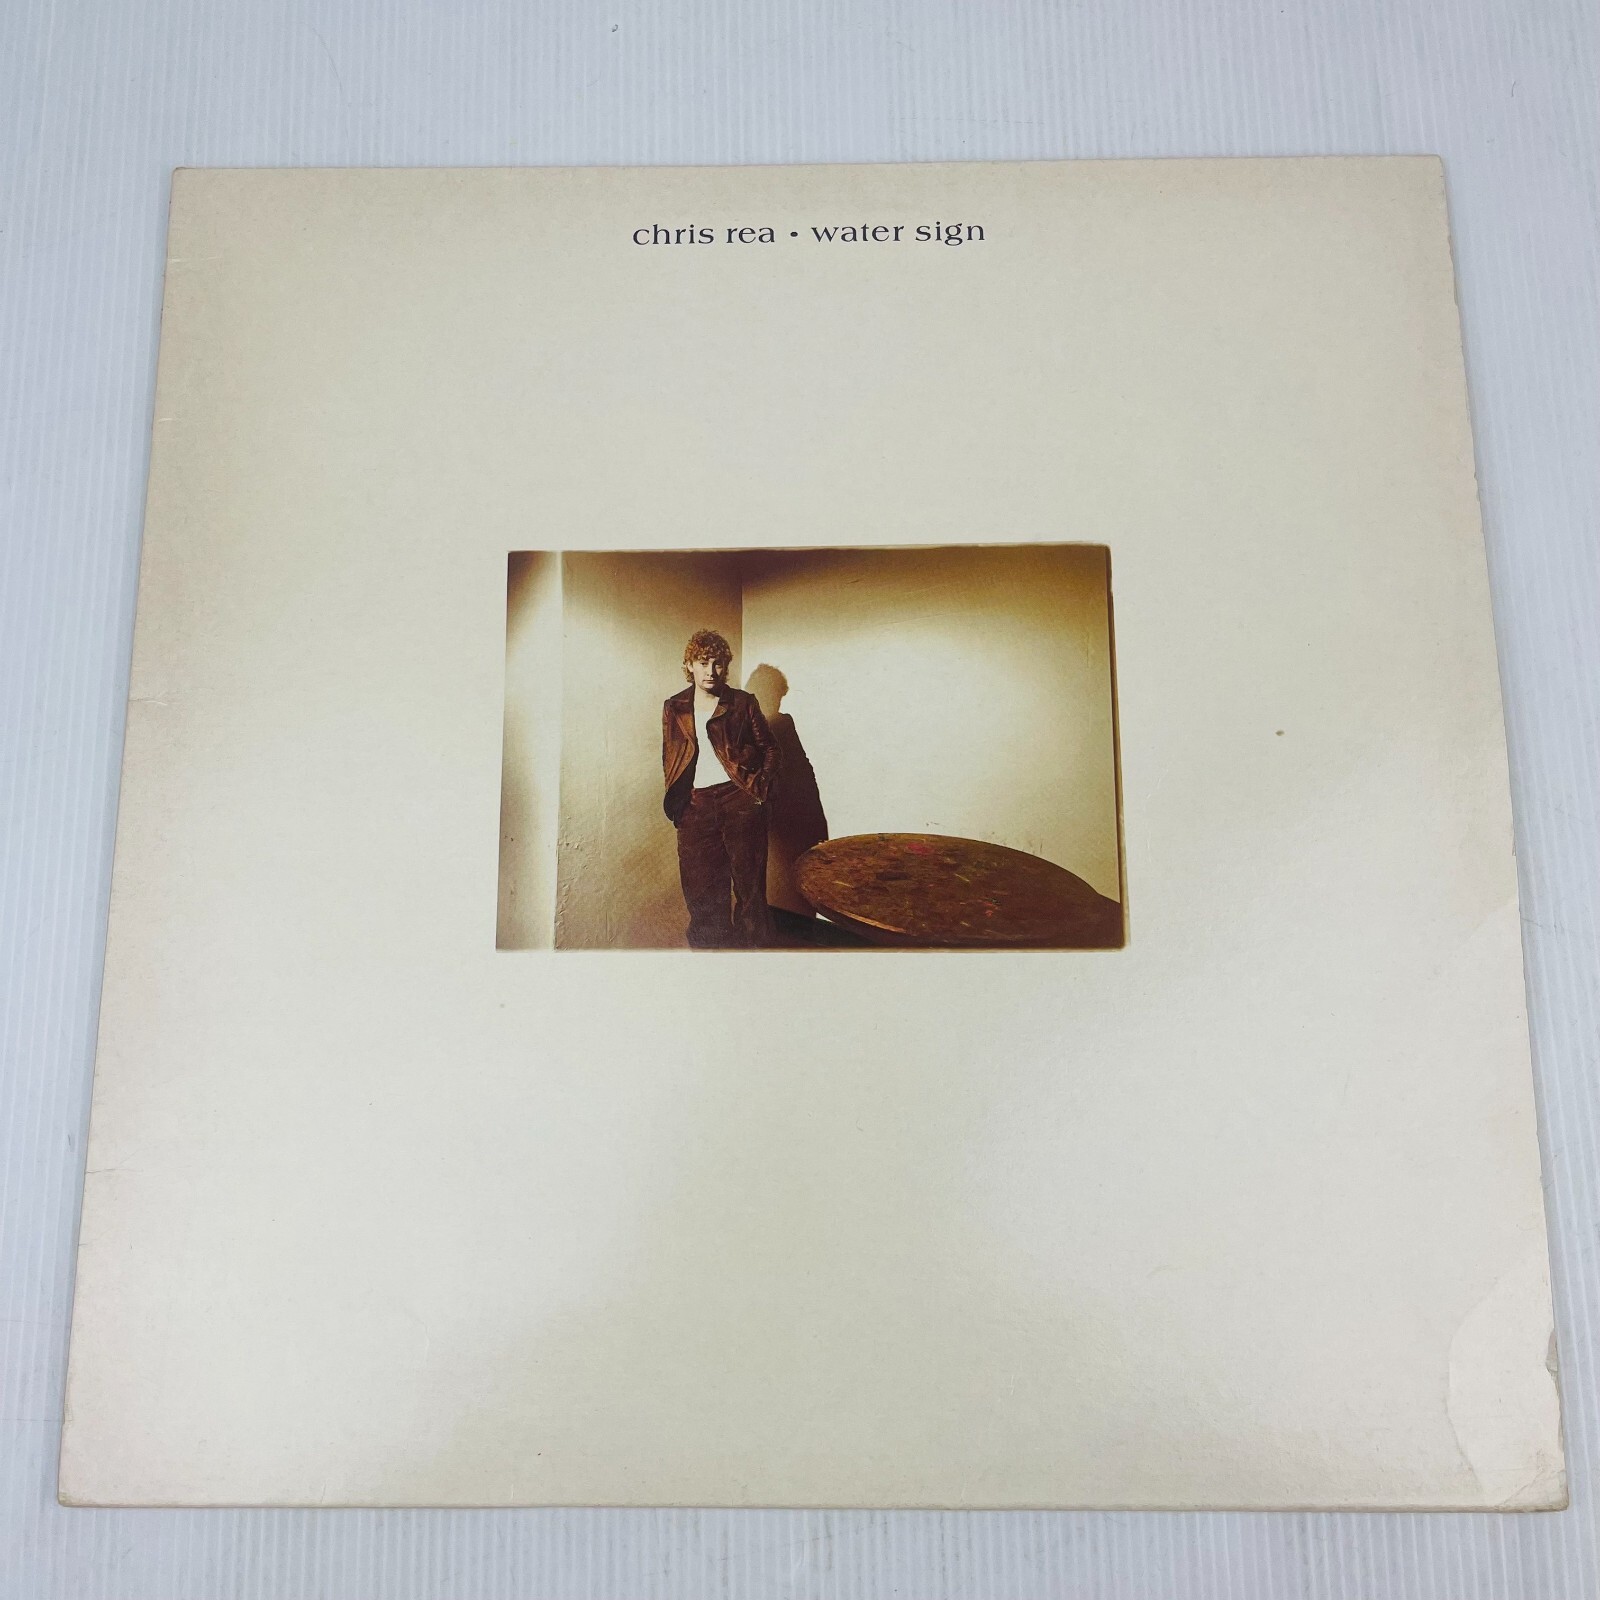 chris rea • water sign